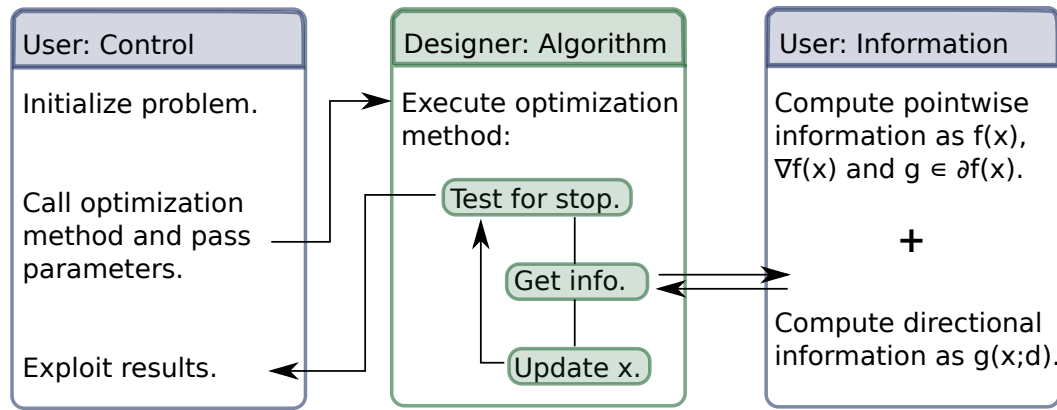 User: Control
Initialize problem.
Call optimization
method and pass
parameters.
Exploit results.
Designer: Algorithm
Execute optimization
method:
Test for stop.
Get info.
Update x.
User: Information
Compute pointwise
information as f(x),
∇f(x) and g ∈ ∂f(x).
+
Compute directional
information as g(x;d).